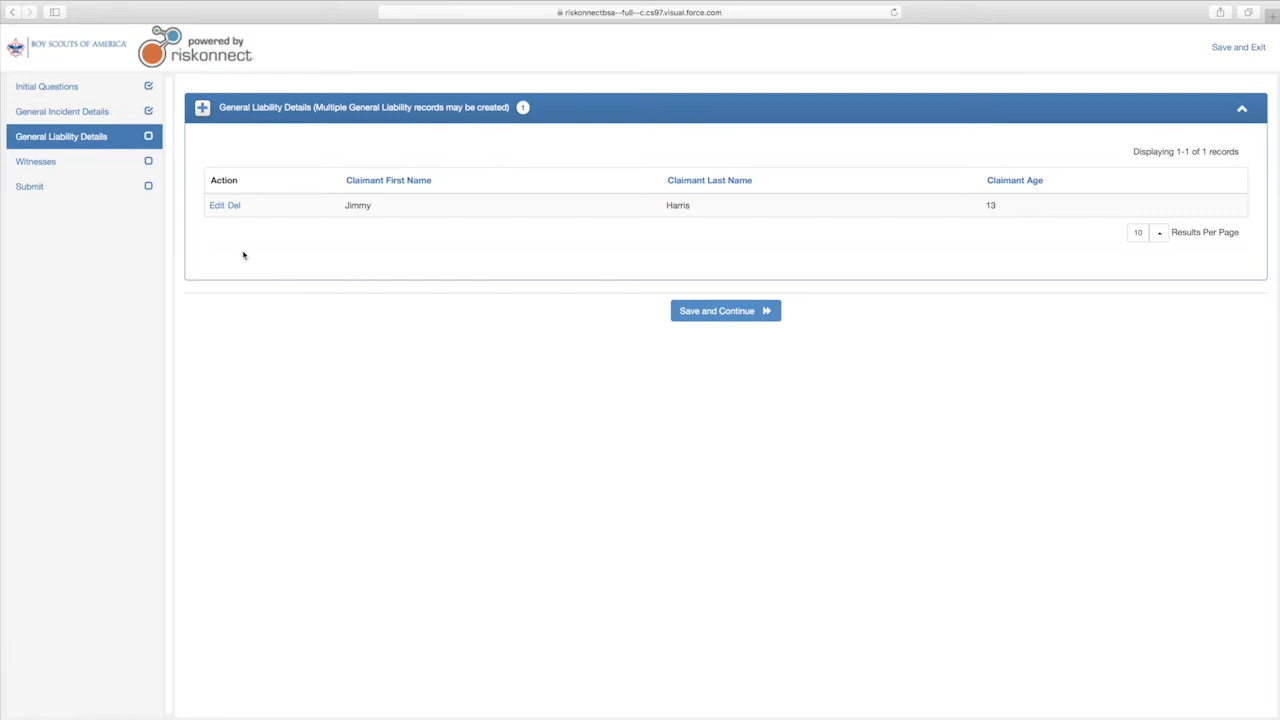 riskonnectbsa--full--c.cs97.visual.force.com
BOY SCOUTS OF AMERICA
powered by
riskonnect
Save and Exit
Initial Questions
General Incident Details
General Liability Details
Witnesses
Submit
General Liability Details (Multiple General Liability records may be created) 1
Displaying 1-1 of 1 records
Action Claimant First Name Claimant Last Name Claimant Age
Edit Del Jimmy Harris 13
10 Results Per Page
Save and Continue